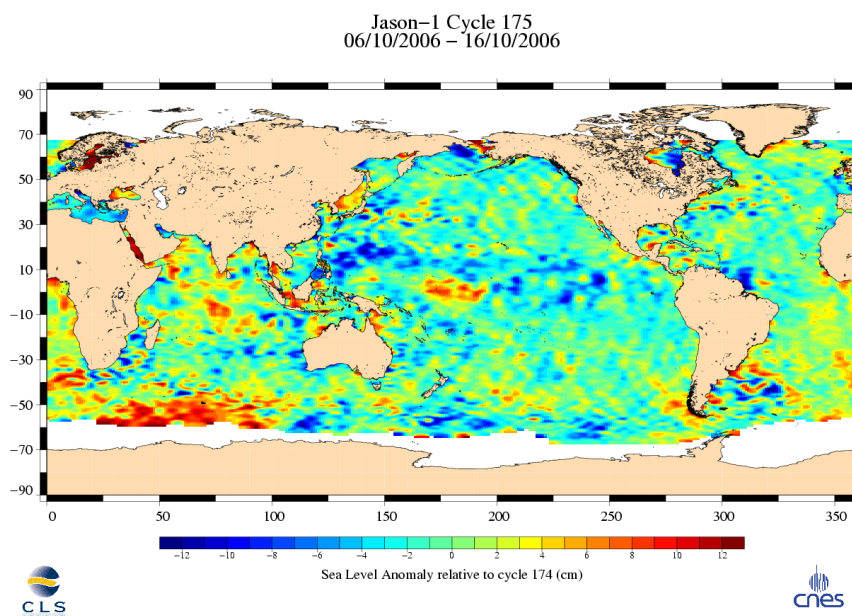 Jason−1 Cycle 175
06/10/2006 − 16/10/2006
90
70
50
30
10
−10
−30
−50
−70
−90
0 50 100 150 200 250 300 350
−12 −10 −8 −6 −4 −2 0 2 4 6 8 10 12
Sea Level Anomaly relative to cycle 174 (cm)
CLS
cnes